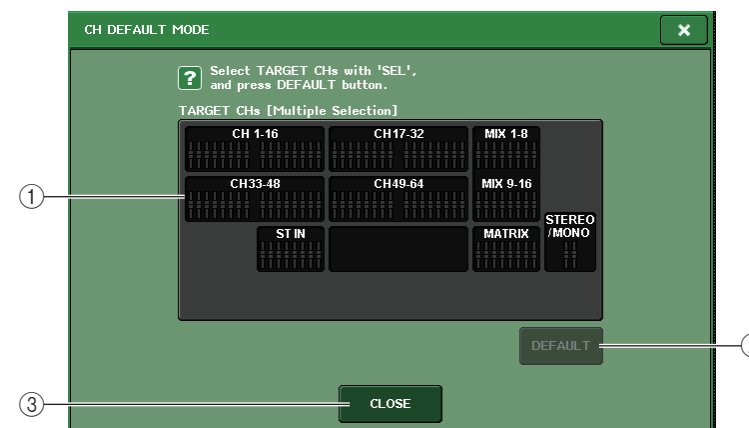 CH DEFAULT MODE
Select TARGET CHs with 'SEL',
and press DEFAULT button.
TARGET CHs [Multiple Selection]
CH 1-16
CH17-32
MIX 1-8
1
CH33-48
CH49-64
MIX 9-16
ST IN
MATRIX
STEREO
/MONO
DEFAULT
3
CLOSE